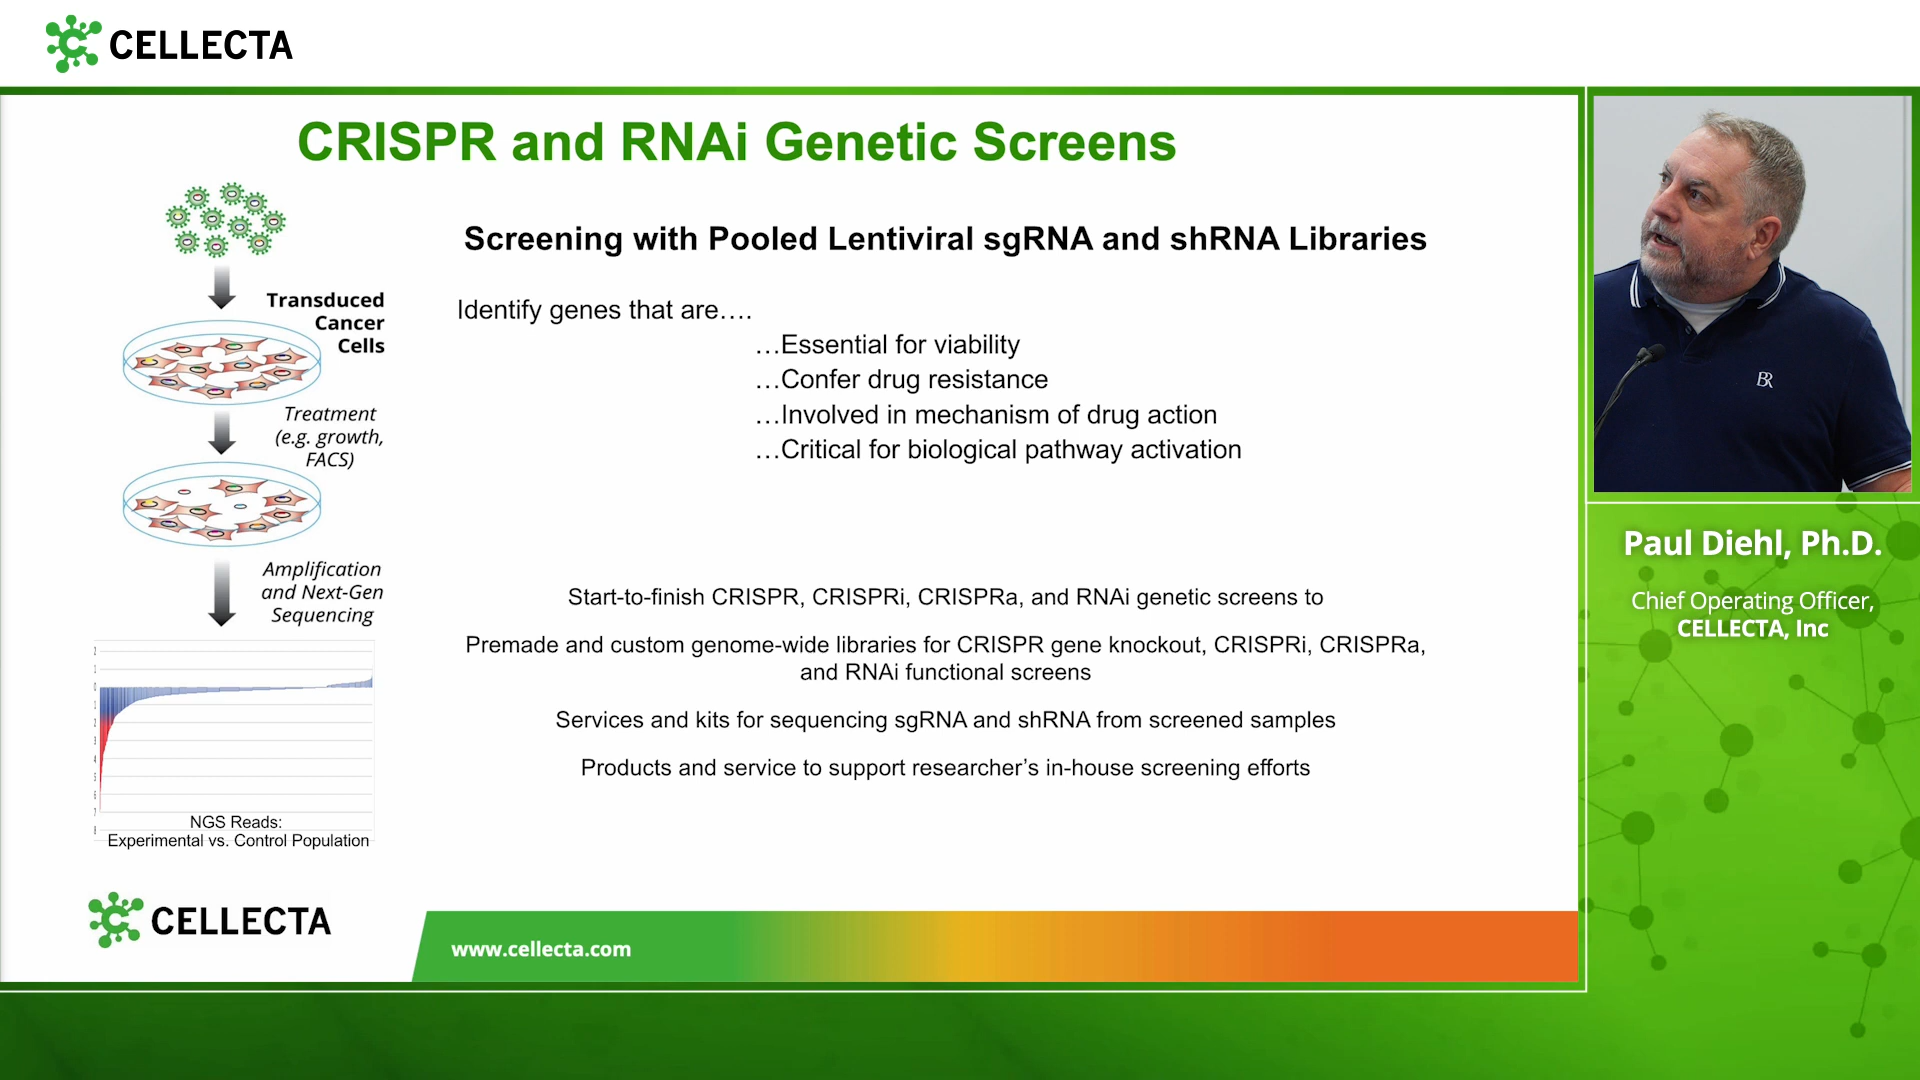 CELLECTA
CRISPR and RNAi Genetic Screens
Screening with Pooled Lentiviral sgRNA and shRNA Libraries
Transduced
Cancer
Cells
Identify genes that are….
…Essential for viability
…Confer drug resistance
…Involved in mechanism of drug action
…Critical for biological pathway activation
Treatment
(e.g. growth,
FACS)
Amplification
and Next-Gen
Sequencing
Start-to-finish CRISPR, CRISPRi, CRISPRa, and RNAi genetic screens to
Premade and custom genome-wide libraries for CRISPR gene knockout, CRISPRi, CRISPRa,
and RNAi functional screens
Services and kits for sequencing sgRNA and shRNA from screened samples
Products and service to support researcher’s in-house screening efforts
NGS Reads:
Experimental vs. Control Population
CELLECTA
www.cellecta.com
BR
Paul Diehl, Ph.D.
Chief Operating Officer,
CELLECTA, Inc